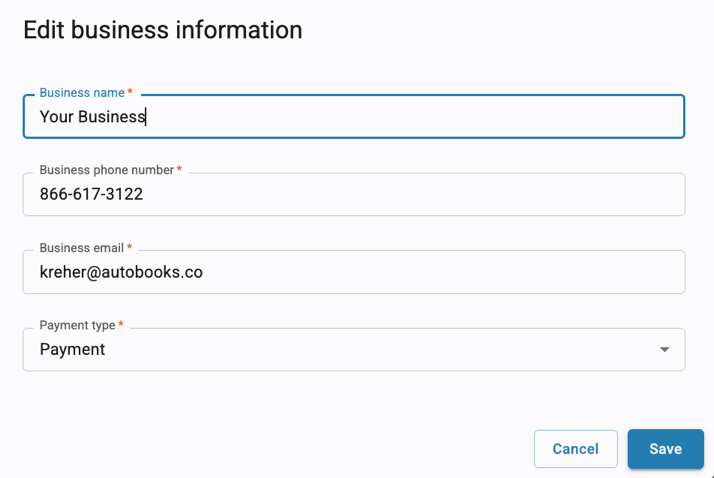 Edit business information
Business name *
Your Business
Business phone number *
866-617-3122
Business email *
kreher@autobooks.co
Payment type *
Payment
Cancel Save